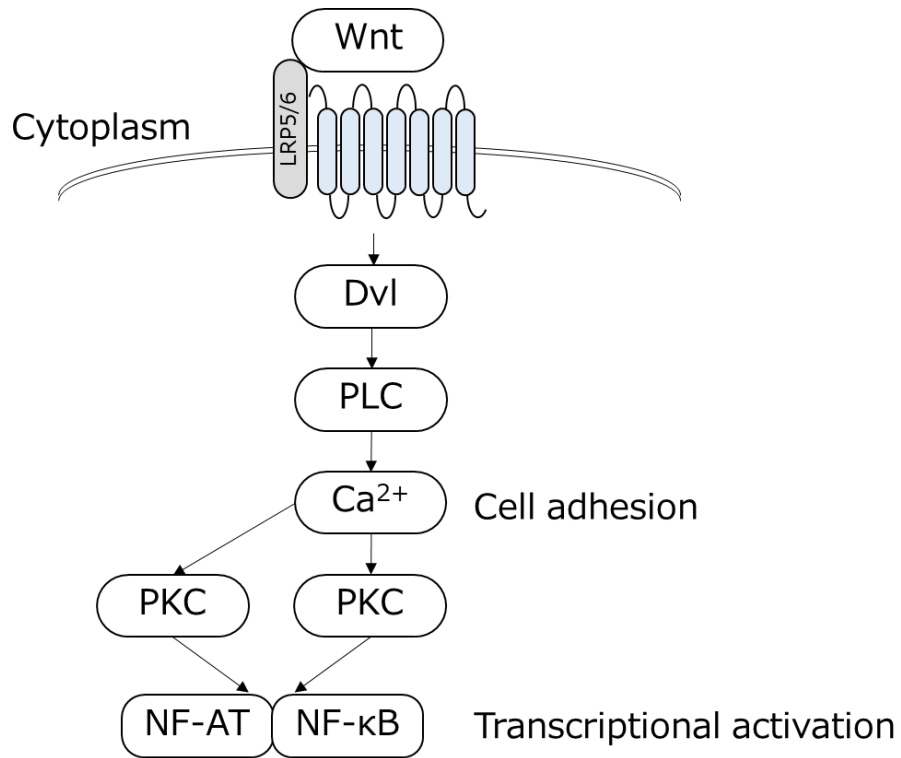 Wnt
LRP5/6
Cytoplasm
Dvl
PLC
Ca²⁺
Cell adhesion
PKC
PKC
NF-AT
NF-κB
Transcriptional activation